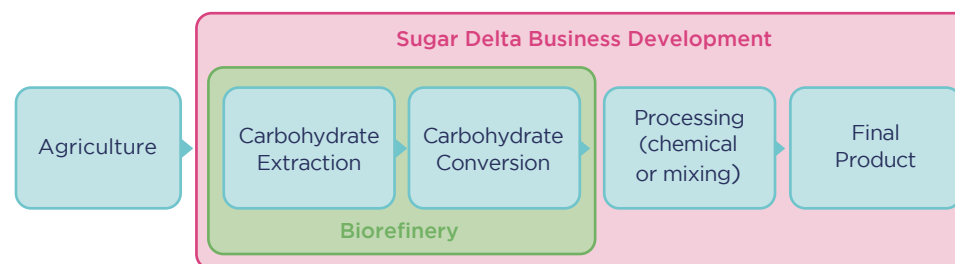 Sugar Delta Business Development
Agriculture
Carbohydrate
Extraction
Carbohydrate
Conversion
Processing
(chemical
or mixing)
Final
Product
Biorefinery